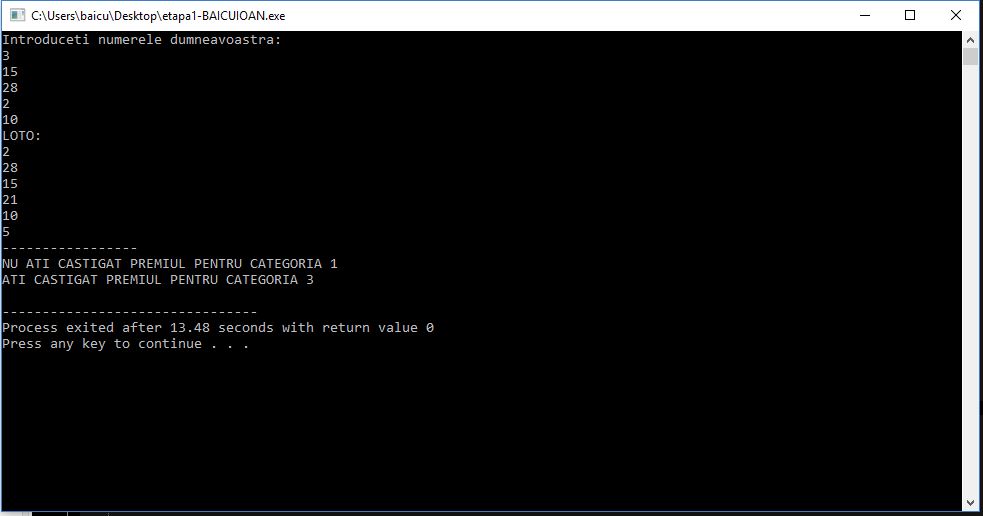 C:\Users\baicu\Desktop\etapa1-BAICUIOAN.exe
Introduceti numerele dumneavoastra:
3
15
28
2
10
LOTO:
2
28
15
21
10
5
-----------------
NU ATI CASTIGAT PREMIUL PENTRU CATEGORIA 1
ATI CASTIGAT PREMIUL PENTRU CATEGORIA 3
--------------------------------
Process exited after 13.48 seconds with return value 0
Press any key to continue . . .